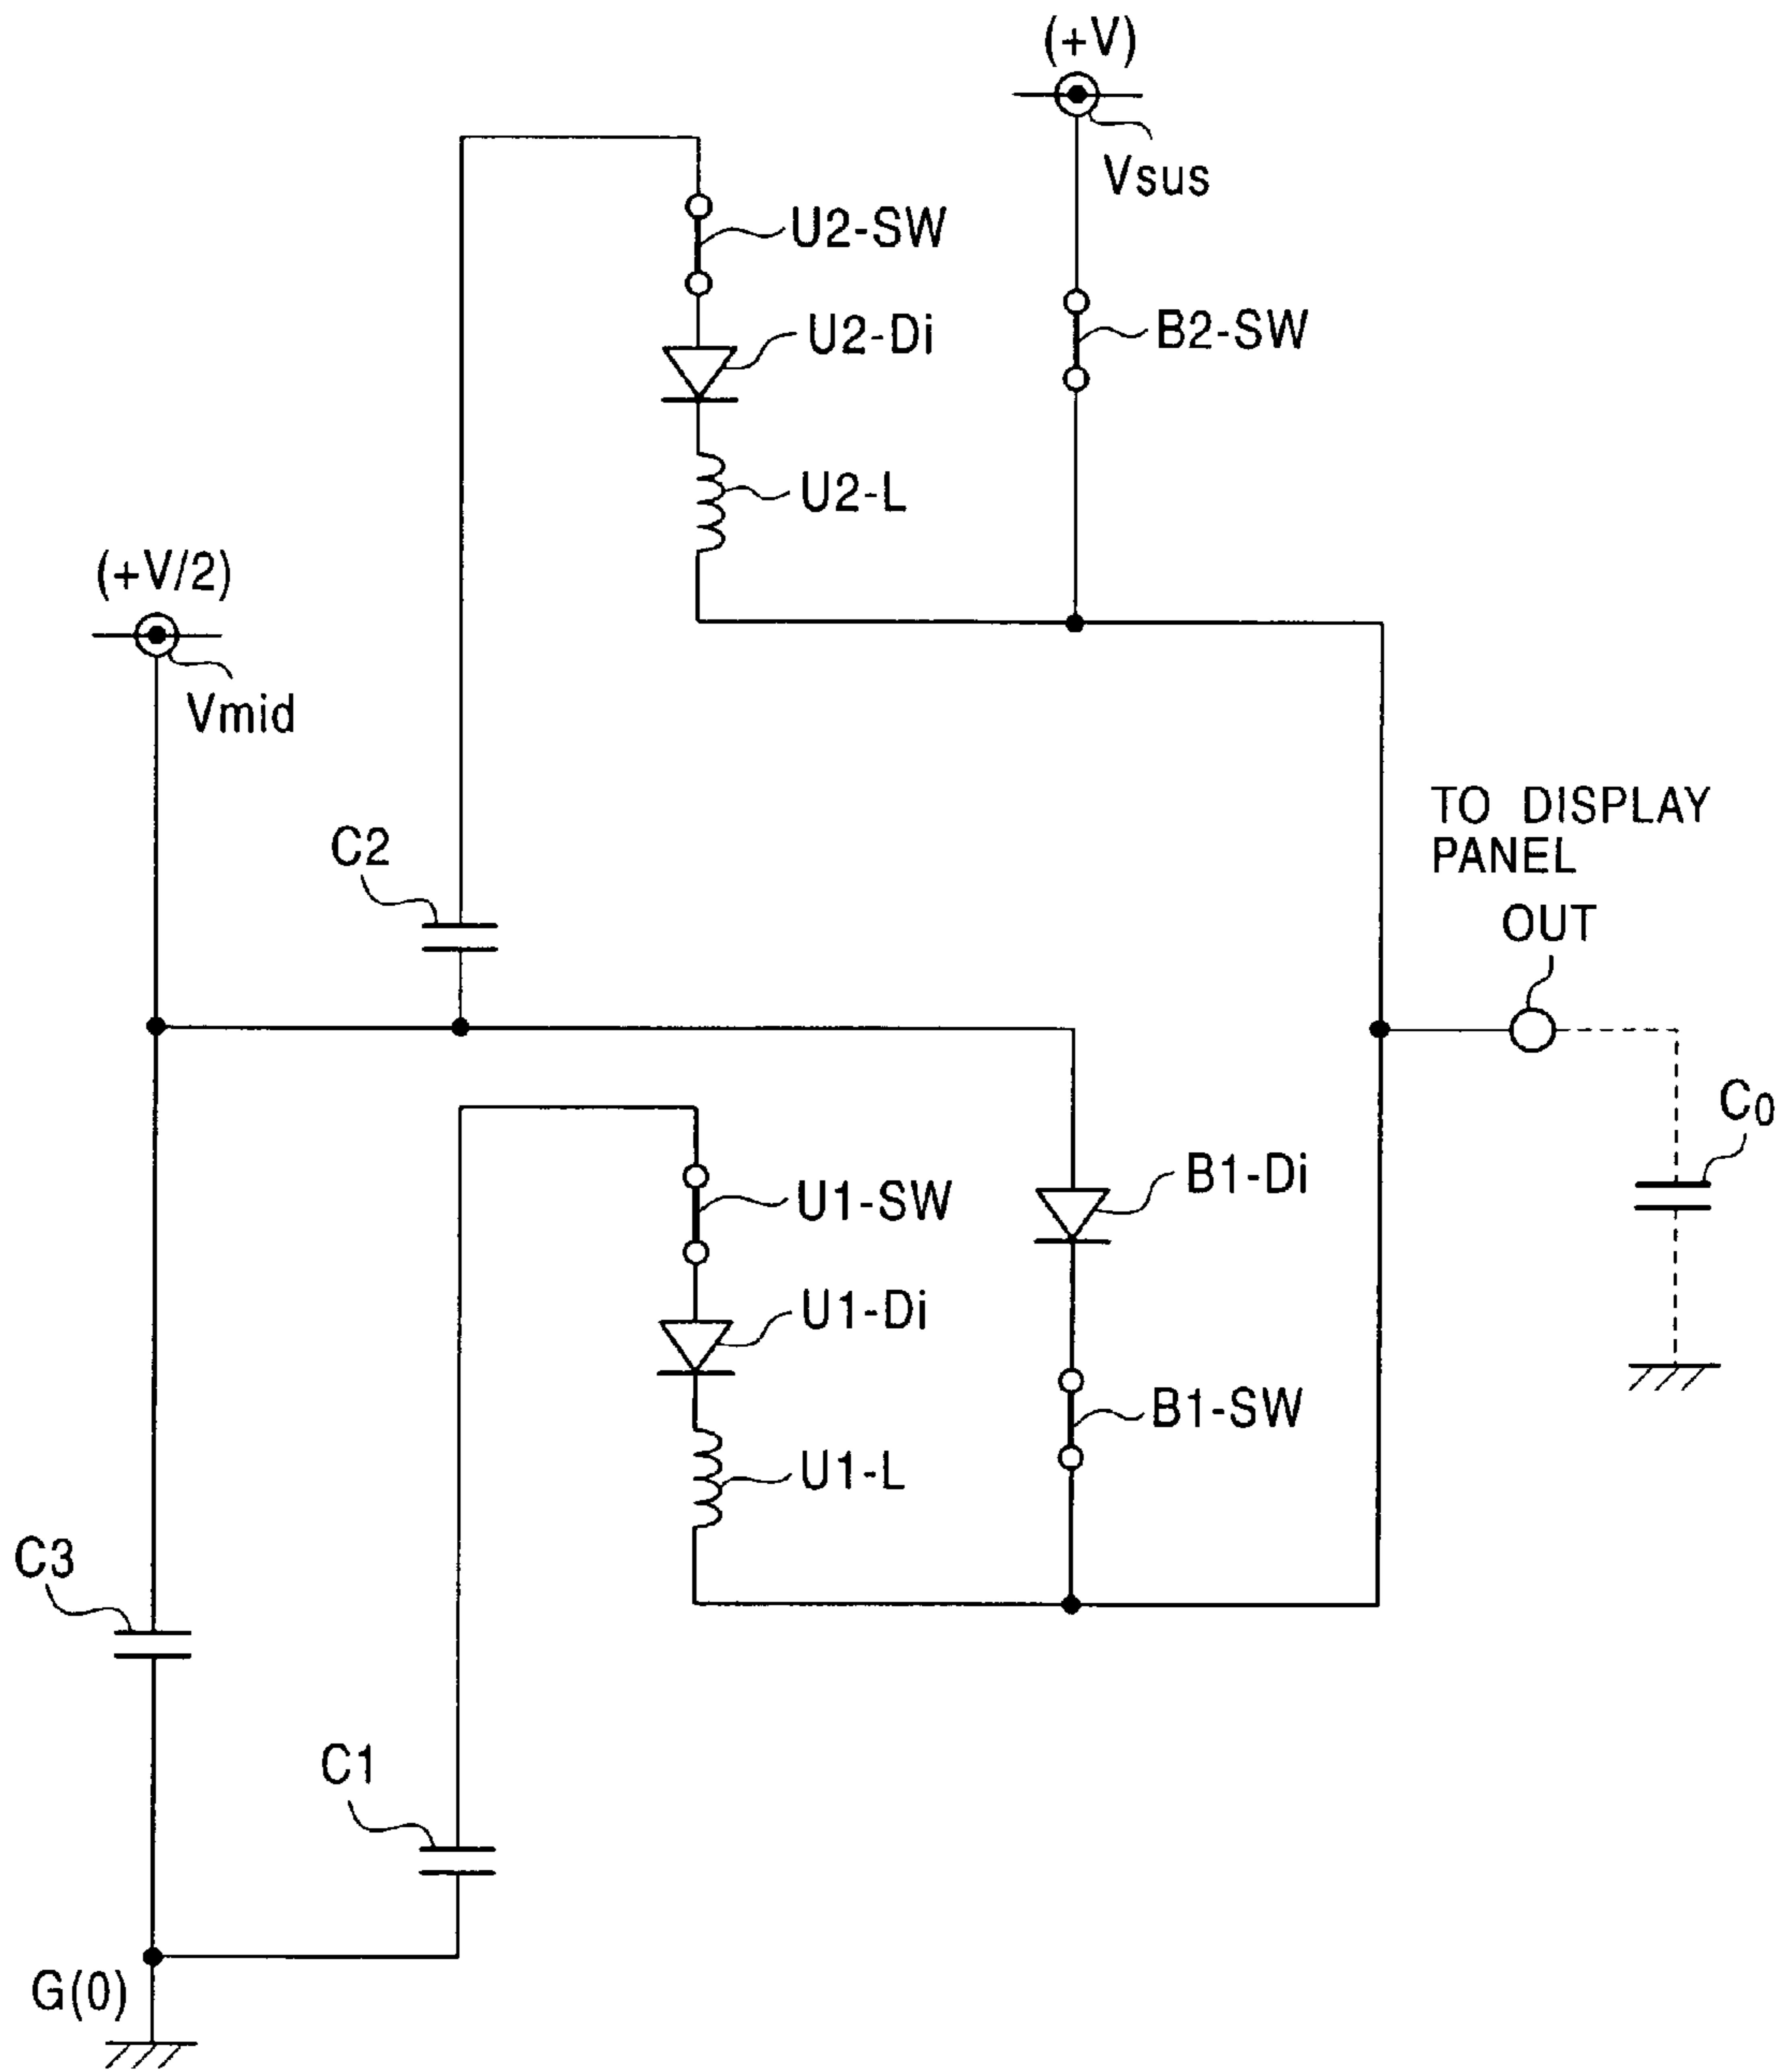 (+V)
Vsus
U2-SW
B2-SW
U2-Di
U2-L
(+V/2)
Vmid
TO DISPLAY
PANEL
C2
OUT
C0
B1-Di
U1-SW
U1-Di
B1-SW
U1-L
C3
C1
G(0)